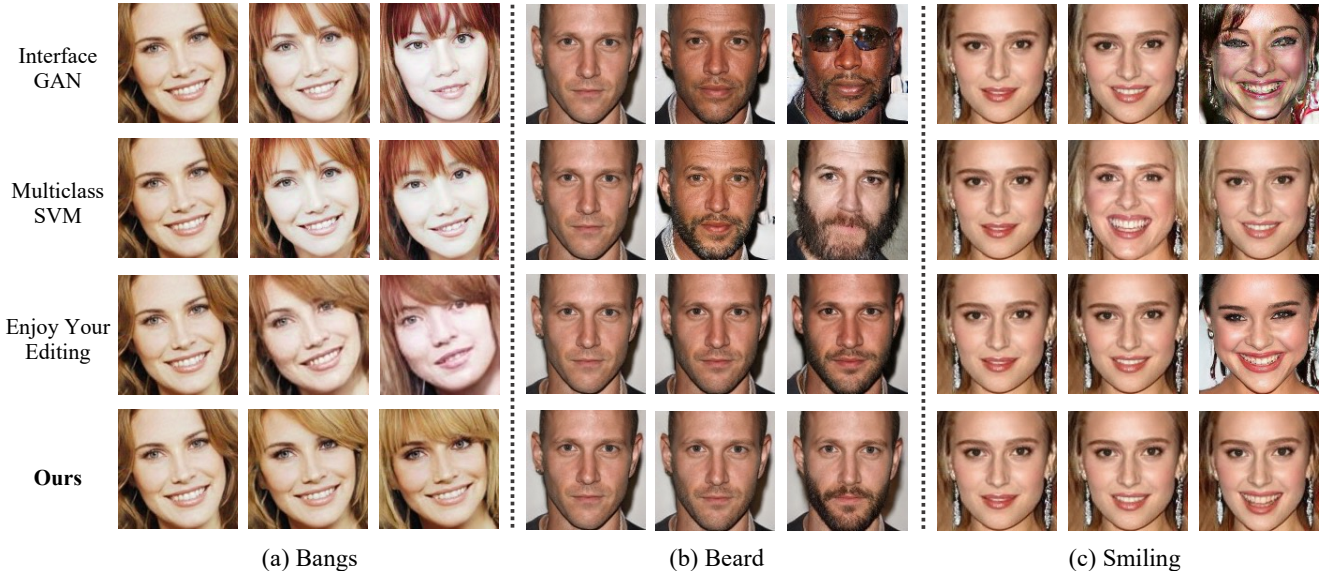 Interface
GAN
Multiclass
SVM
Enjoy Your
Editing
Ours
(a) Bangs
(b) Beard
(c) Smiling